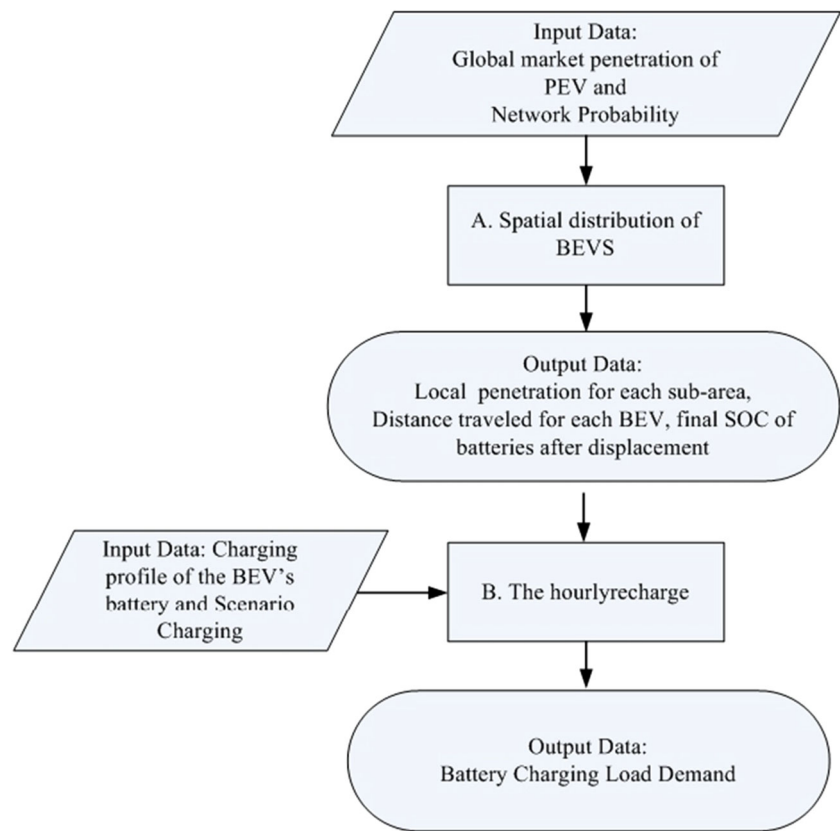 Input Data:
Global market penetration of
PEV and
Network Probability
A. Spatial distribution of
BEVS
Output Data:
Local penetration for each sub-area,
Distance traveled for each BEV, final SOC of
batteries after displacement
Input Data: Charging
profile of the BEV's
battery and Scenario
Charging
B. The hourlyrecharge
Output Data:
Battery Charging Load Demand